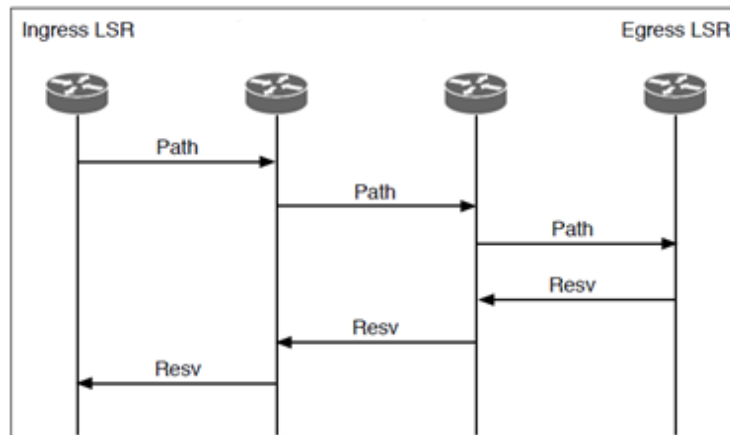 Ingress LSR
Egress LSR
Path
Path
Path
Resv
Resv
Resv